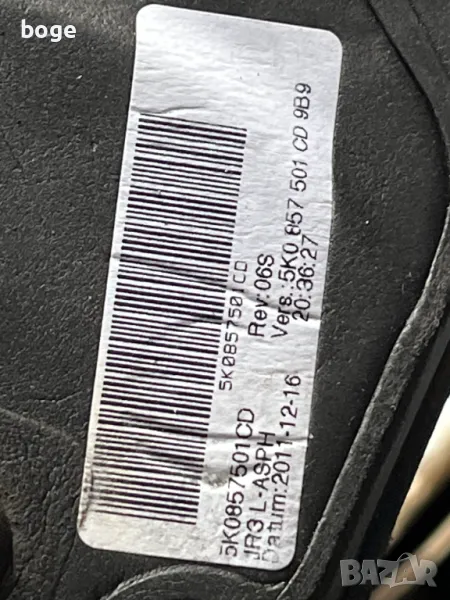 boge
5K0857501CD
5K0857501CD Rev:06S
JR3 L-ASPH Vers.:5K0 857 501 CD 9B9
Datum:2011-12-16 20:36:27
BAZAR